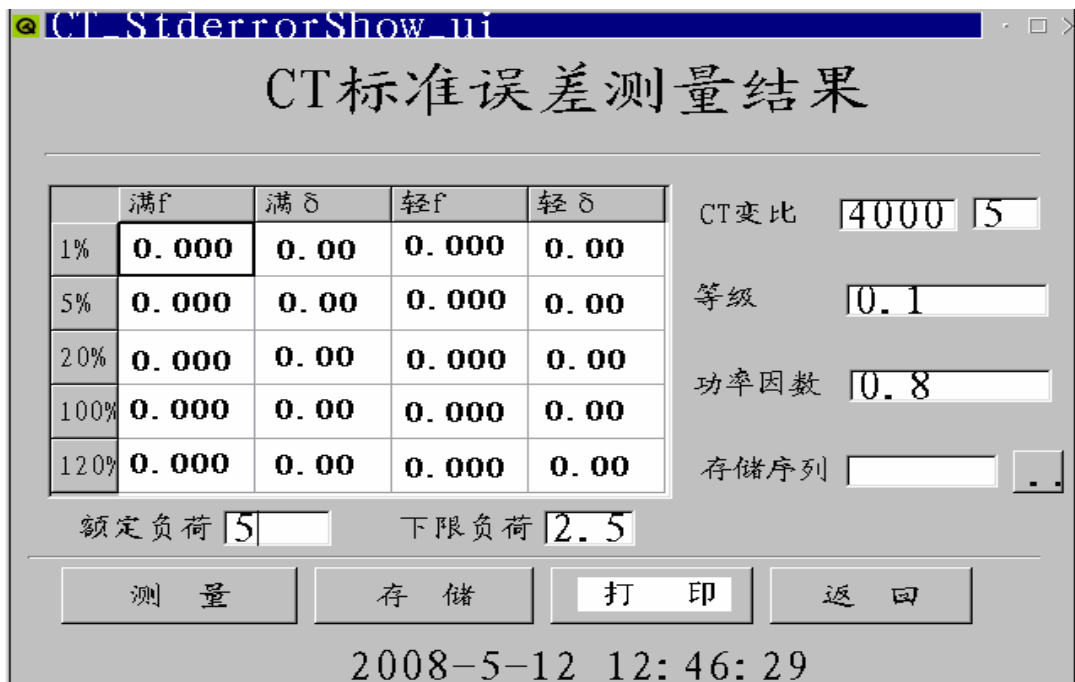 CT_StderrorShow_ui
CT标准误差测量结果
满f 满δ 轻f 轻δ
1% 0.000 0.00 0.000 0.00
5% 0.000 0.00 0.000 0.00
20% 0.000 0.00 0.000 0.00
100% 0.000 0.00 0.000 0.00
120% 0.000 0.00 0.000 0.00
CT变比 4000 5
等级 0.1
功率因数 0.8
存储序列 ..
额定负荷 5 下限负荷 2.5
测 量 存 储 打 印 返 回
2008-5-12 12:46:29